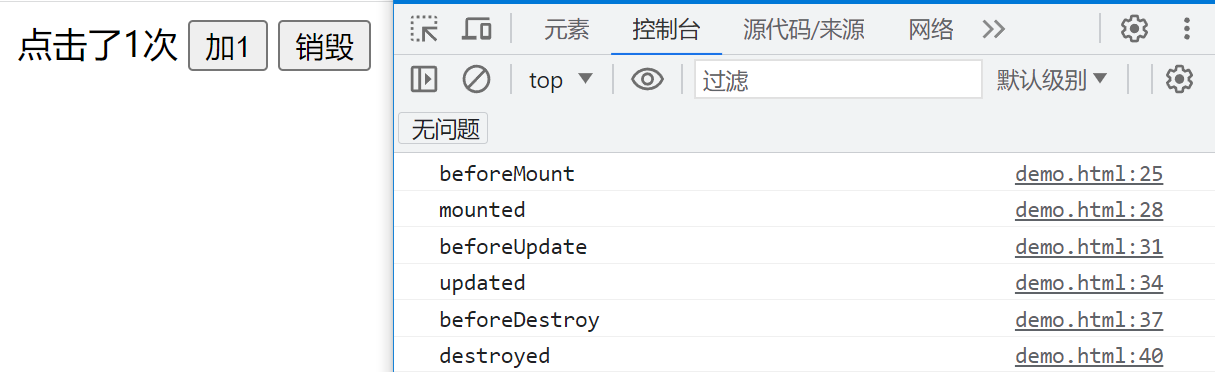 点击了1次 加1 销毁
元素 控制台 源代码/来源 网络
top 过滤 默认级别
无问题
beforeMount demo.html:25
mounted demo.html:28
beforeUpdate demo.html:31
updated demo.html:34
beforeDestroy demo.html:37
destroyed demo.html:40